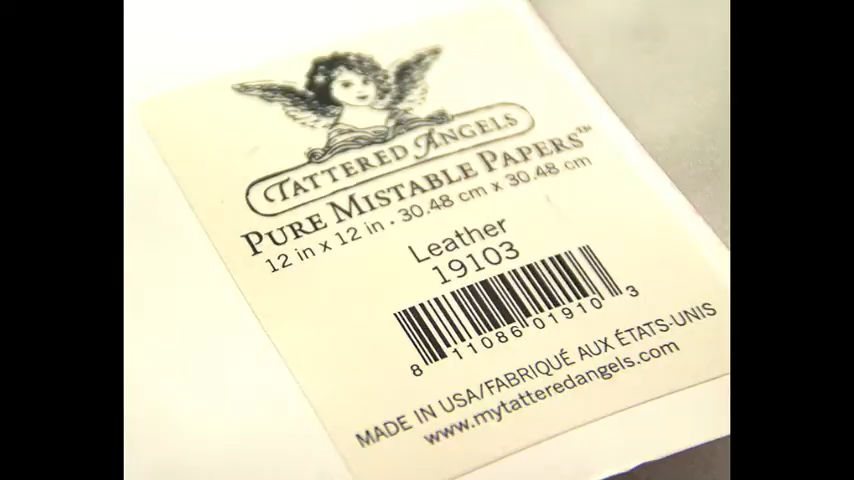 TATTERED ANGELS
PURE MISTABLE PAPERS™
12 in x 12 in · 30.48 cm x 30.48 cm
Leather
19103
8 11086 01910 3
MADE IN USA/FABRIQUÉ AUX ÉTATS-UNIS
www.mytatteredangels.com